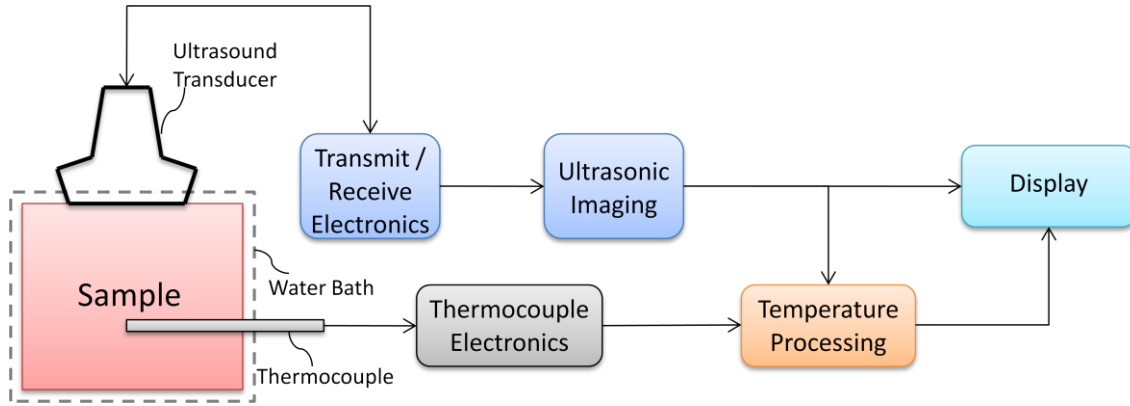 Ultrasound
Transducer
Transmit /
Receive
Electronics
Ultrasonic
Imaging
Display
Sample
Water Bath
Thermocouple
Electronics
Temperature
Processing
Thermocouple